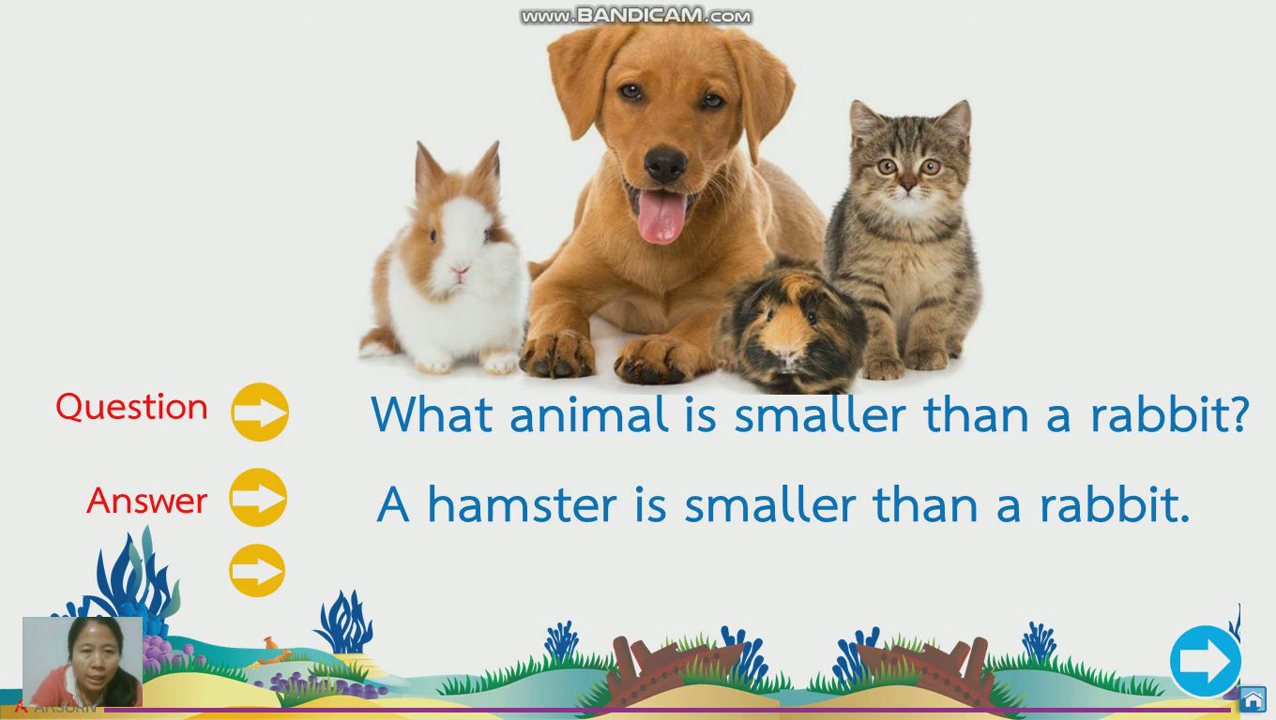 www.BANDICAM.com
Question
What animal is smaller than a rabbit?
Answer
A hamster is smaller than a rabbit.